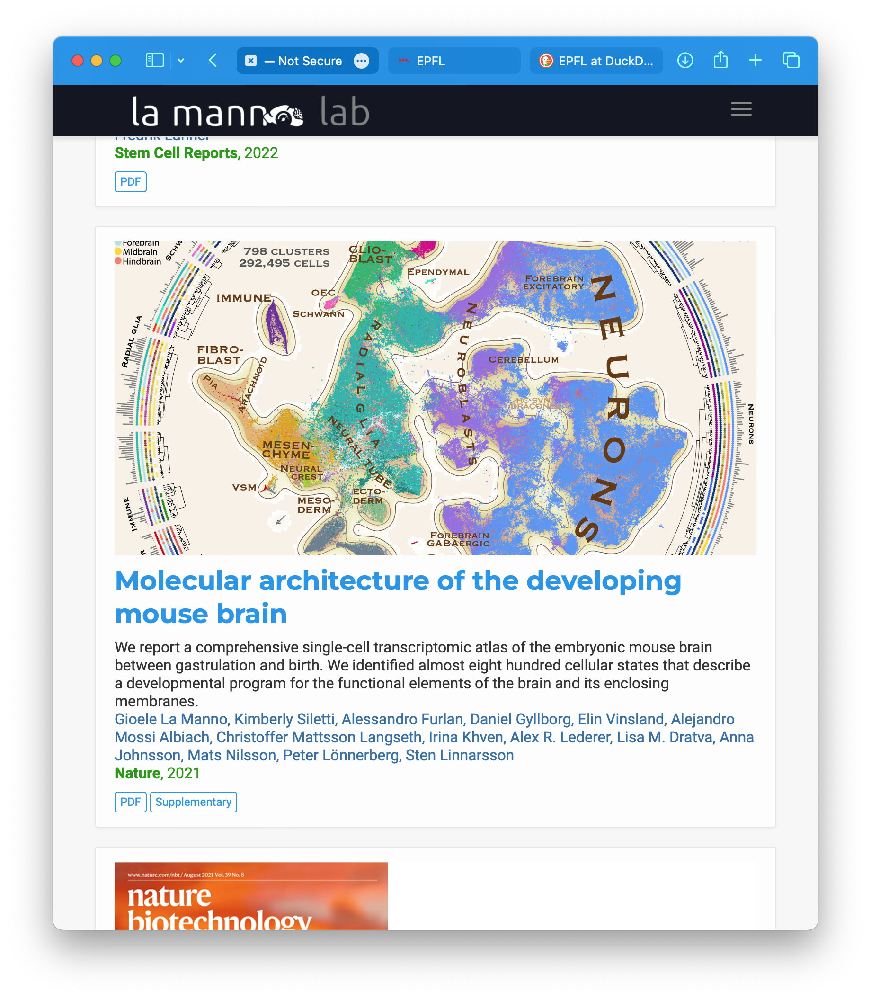 — Not Secure
EPFL
EPFL at DuckD...
la manno lab
Stem Cell Reports, 2022
PDF
Forebrain
Midbrain
Hindbrain
798 CLUSTERS
292,495 CELLS
SCHW
RADIAL GLIA
IMMUNE
GLIO-
BLAST
EPENDYMAL
FOREBRAIN
EXCITATORY
OEC
SCHWANN
IMMUNE
FIBRO-
BLAST
PIA
ARACHNOID
RADIAL GLIA
NEUROBLASTS
NEURONS
CEREBELLUM
HC SVNT
DRACONES
NEURONS
MESEN-
CHYME
NEURAL TUBE
NEURAL
CREST
VSM
MESO-
DERM
ECTO-
DERM
FOREBRAIN
GABAERGIC
Molecular architecture of the developing
mouse brain
We report a comprehensive single-cell transcriptomic atlas of the embryonic mouse brain
between gastrulation and birth. We identified almost eight hundred cellular states that describe
a developmental program for the functional elements of the brain and its enclosing
membranes.
Gioele La Manno, Kimberly Siletti, Alessandro Furlan, Daniel Gyllborg, Elin Vinsland, Alejandro
Mossi Albiach, Christoffer Mattsson Langseth, Irina Khven, Alex R. Lederer, Lisa M. Dratva, Anna
Johnsson, Mats Nilsson, Peter Lönnerberg, Sten Linnarsson
Nature, 2021
PDF
Supplementary
www.nature.com/nbt / August 2021 Vol. 39 No. 8
nature
biotechnology